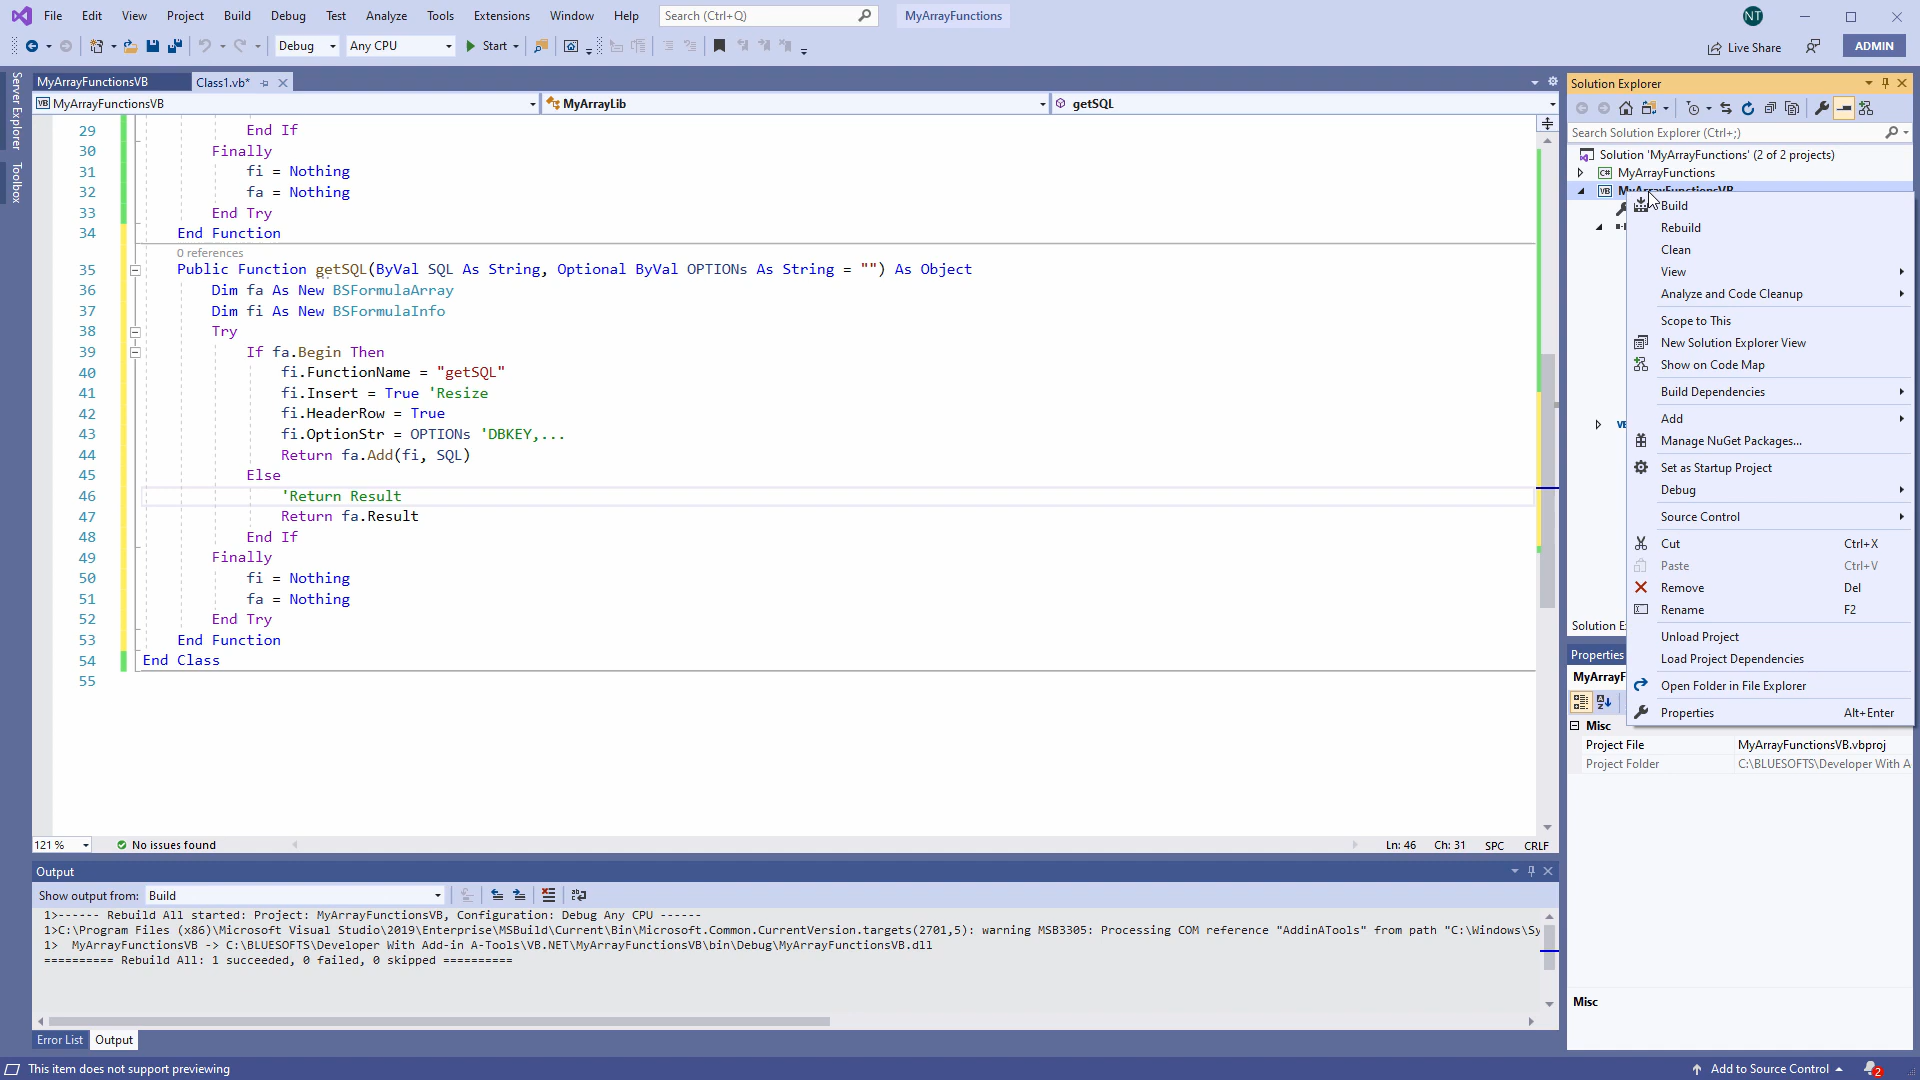 File Edit View Project Build Debug Test Analyze Tools Extensions Window Help Search (Ctrl+Q) MyArrayFunctions NT
Debug Any CPU Start Live Share ADMIN
Server Explorer
Toolbox
MyArrayFunctionsVB Class1.vb*
VB MyArrayFunctionsVB MyArrayLib getSQL
29 End If
30 Finally
31 fi = Nothing
32 fa = Nothing
33 End Try
34 End Function
0 references
35 Public Function getSQL(ByVal SQL As String, Optional ByVal OPTIONs As String = "") As Object
36 Dim fa As New BSFormulaArray
37 Dim fi As New BSFormulaInfo
38 Try
39 If fa.Begin Then
40 fi.FunctionName = "getSQL"
41 fi.Insert = True 'Resize
42 fi.HeaderRow = True
43 fi.OptionStr = OPTIONs 'DBKEY,...
44 Return fa.Add(fi, SQL)
45 Else
46 'Return Result
47 Return fa.Result
48 End If
49 Finally
50 fi = Nothing
51 fa = Nothing
52 End Try
53 End Function
54 End Class
55
121 % No issues found Ln: 46 Ch: 31 SPC CRLF
Output
Show output from: Build
1>------ Rebuild All started: Project: MyArrayFunctionsVB, Configuration: Debug Any CPU ------
1>C:\Program Files (x86)\Microsoft Visual Studio\2019\Enterprise\MSBuild\Current\Bin\Microsoft.Common.CurrentVersion.targets(2701,5): warning MSB3305: Processing COM reference "AddinATools" from path "C:\Windows\Sy
1> MyArrayFunctionsVB -> C:\BLUESOFTS\Developer With Add-in A-Tools\VB.NET\MyArrayFunctionsVB\bin\Debug\MyArrayFunctionsVB.dll
========== Rebuild All: 1 succeeded, 0 failed, 0 skipped ==========
Error List Output
This item does not support previewing
Solution Explorer
Search Solution Explorer (Ctrl+;)
Solution 'MyArrayFunctions' (2 of 2 projects)
C# MyArrayFunctions
VB MyArrayFunctionsVB
Build
Rebuild
Clean
View
Analyze and Code Cleanup
Scope to This
New Solution Explorer View
Show on Code Map
Build Dependencies
Add
Manage NuGet Packages...
Set as Startup Project
Debug
Source Control
Cut Ctrl+X
Paste Ctrl+V
Remove Del
Rename F2
Unload Project
Load Project Dependencies
Open Folder in File Explorer
Properties Alt+Enter
Solution E
Properties
MyArrayF
Misc
Project File MyArrayFunctionsVB.vbproj
Project Folder C:\BLUESOFTS\Developer With A
Misc
Add to Source Control 2